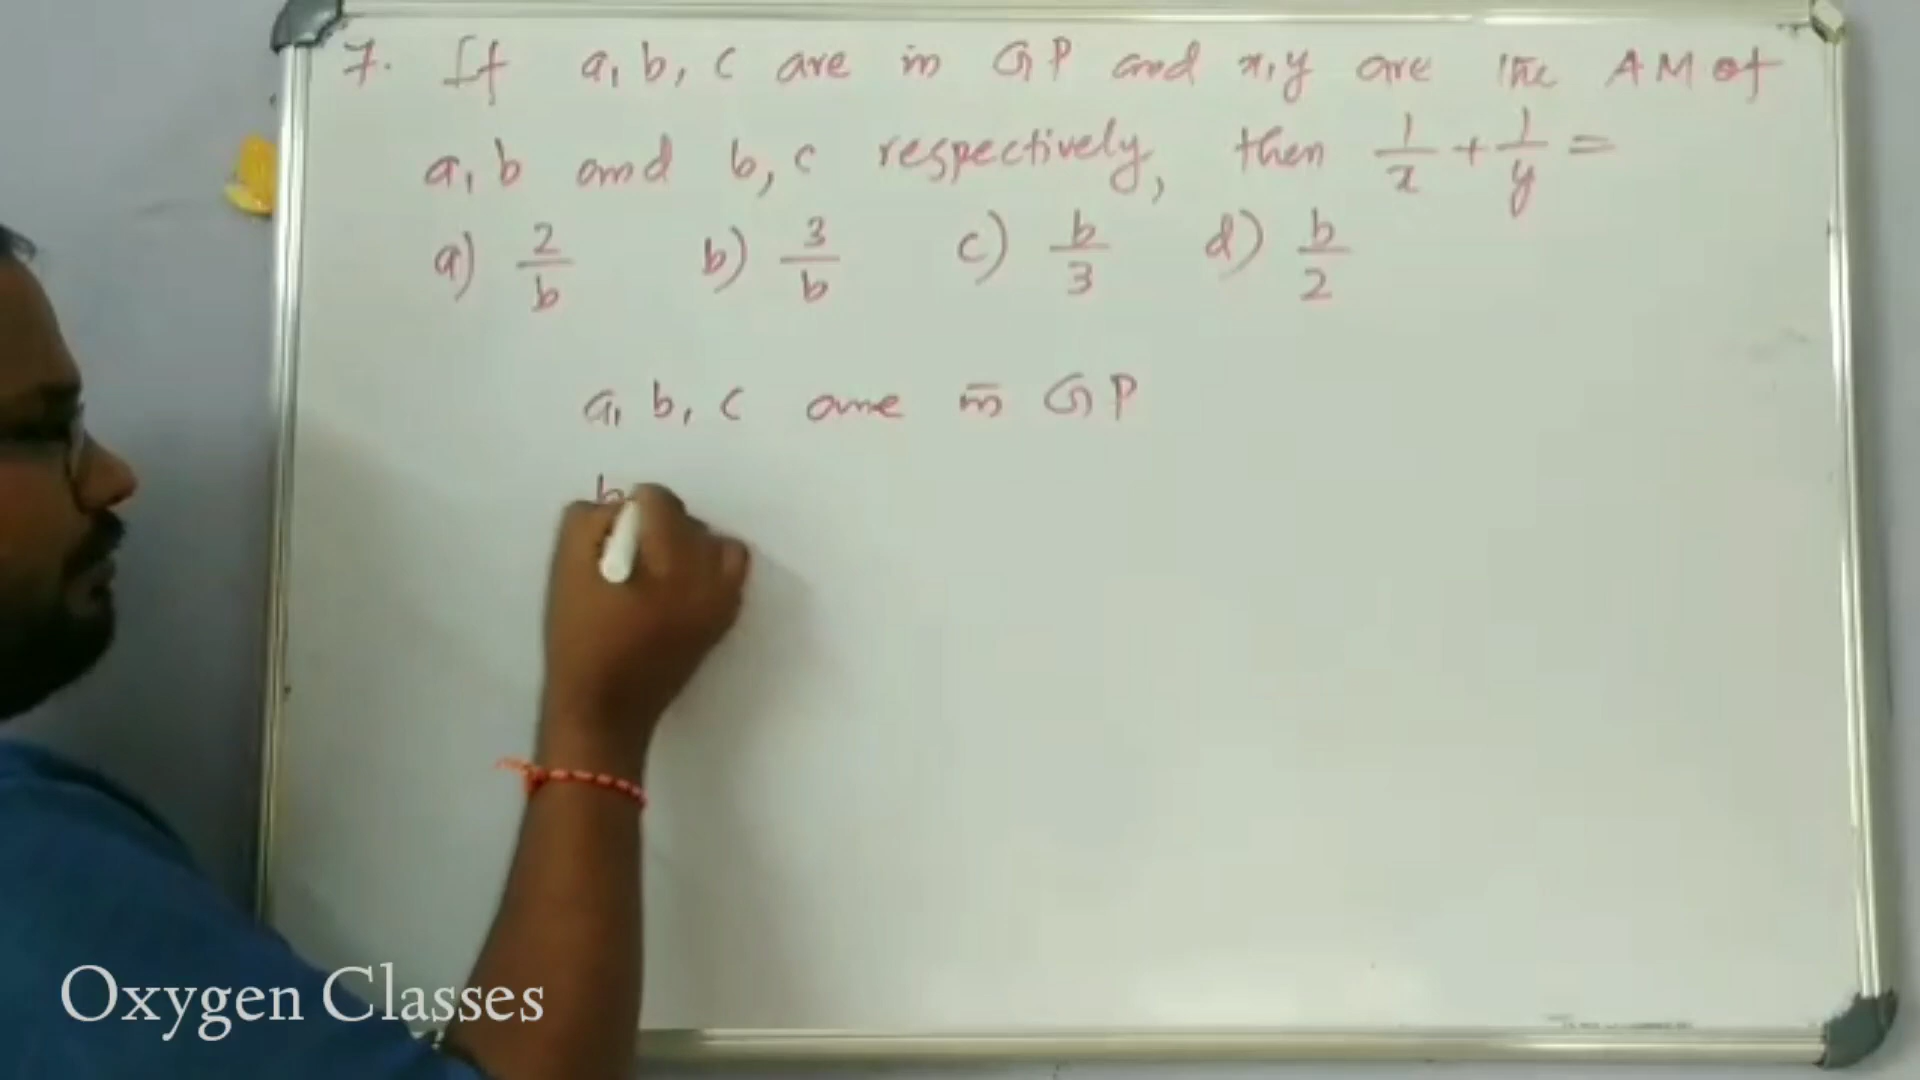 7. If a, b, c are in GP and x, y are the AM of
a, b and b, c respectively, then 1/x + 1/y =
a) 2/b b) 3/b c) b/3 d) b/2
a, b, c are in GP
b
Oxygen Classes